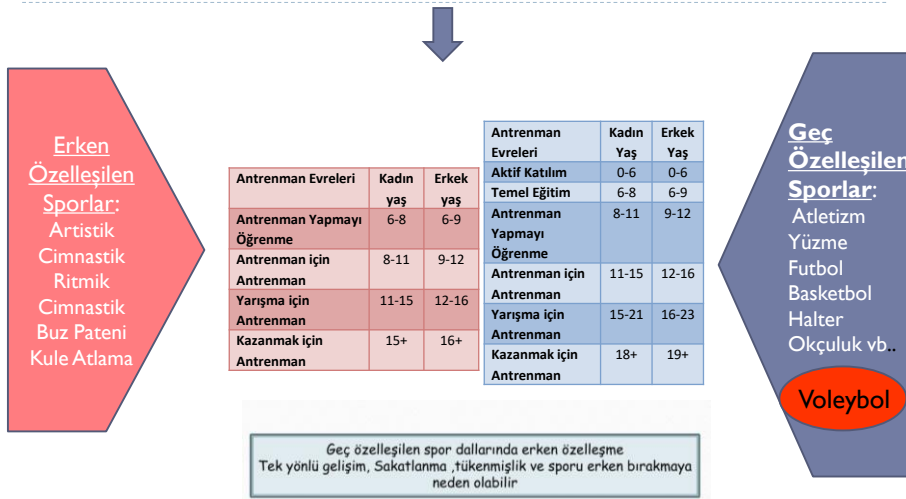 Erken
Özelleşilen
Sporlar:
Artistik
Cimnastik
Ritmik
Cimnastik
Buz Pateni
Kule Atlama
Antrenman Evreleri Kadın yaş Erkek yaş
Antrenman Yapmayı Öğrenme 6-8 6-9
Antrenman için Antrenman 8-11 9-12
Yarışma için Antrenman 11-15 12-16
Kazanmak için Antrenman 15+ 16+
Antrenman Evreleri Kadın Yaş Erkek Yaş
Aktif Katılım 0-6 0-6
Temel Eğitim 6-8 6-9
Antrenman Yapmayı Öğrenme 8-11 9-12
Antrenman için Antrenman 11-15 12-16
Yarışma için Antrenman 15-21 16-23
Kazanmak için Antrenman 18+ 19+
Geç
Özelleşilen
Sporlar:
Atletizm
Yüzme
Futbol
Basketbol
Halter
Okçuluk vb..
Voleybol
Geç özelleşilen spor dallarında erken özelleşme
Tek yönlü gelişim, Sakatlanma ,tükenmişlik ve sporu erken bırakmaya
neden olabilir